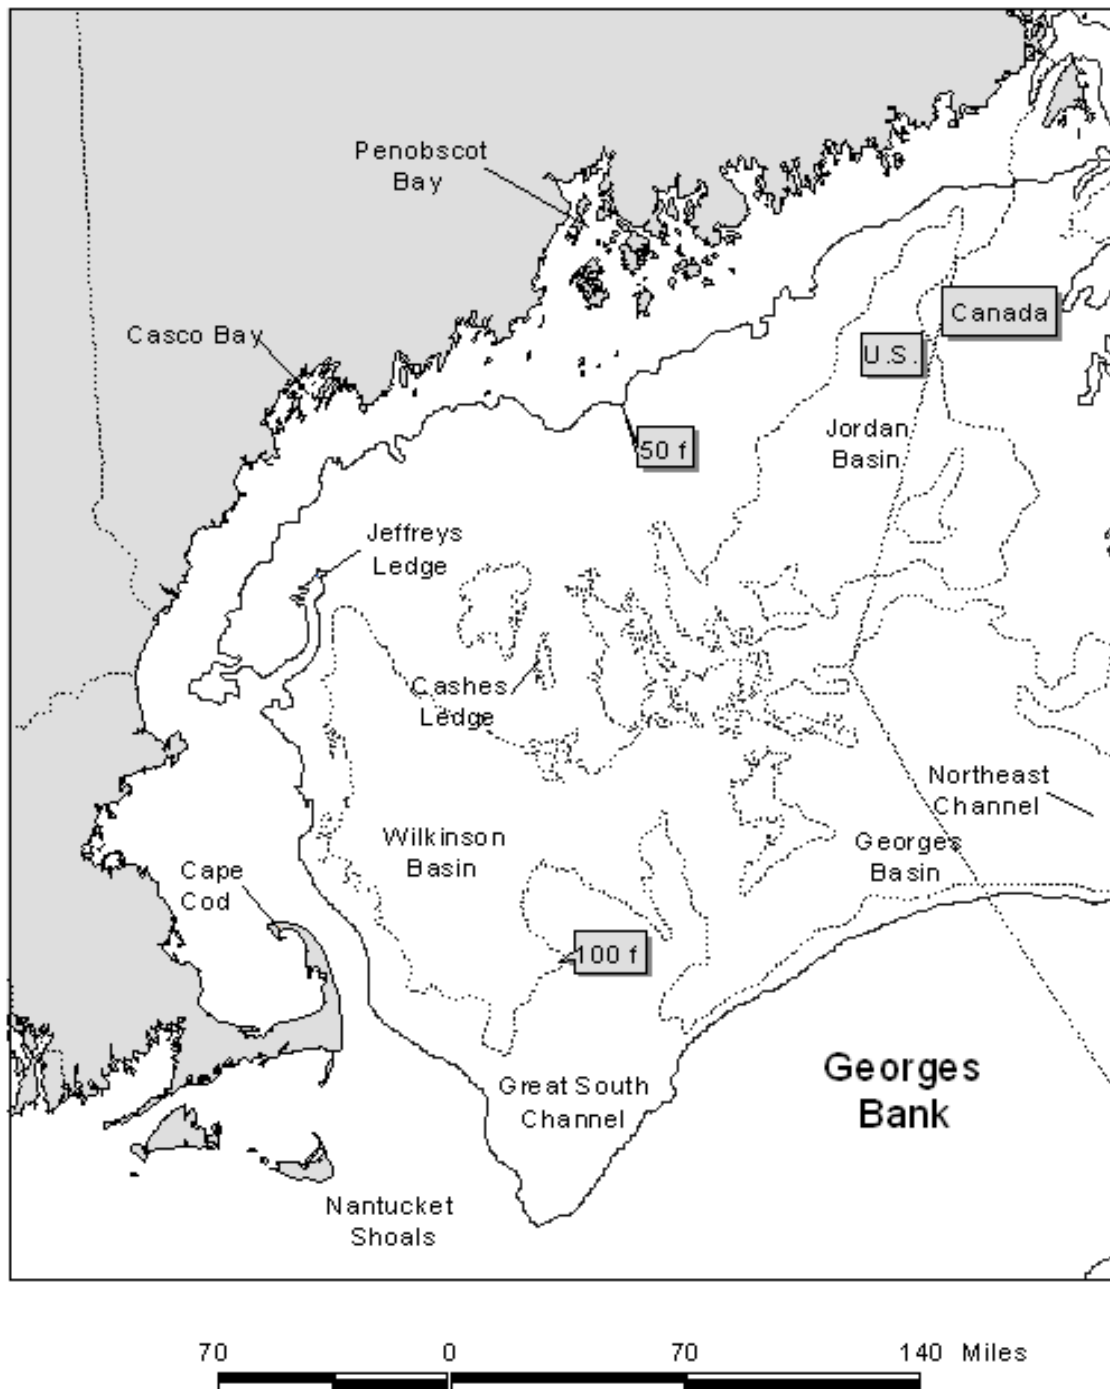 Penobscot
Bay
Casco Bay
Canada
U.S.
Jordan
Basin
50 f
Jeffreys
Ledge
Cashes
Ledge
Northeast
Channel
Wilkinson
Basin
Georges
Basin
Cape
Cod
100 f
Great South
Channel
Georges
Bank
Nantucket
Shoals
70 0 70 140 Miles